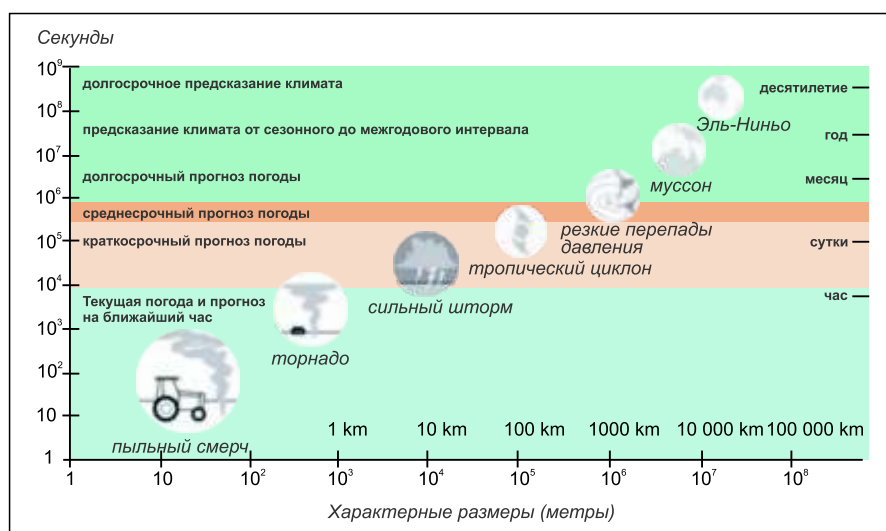 Секунды
10⁹
долгосрочное предсказание климата
десятилетие
10⁸
Эль-Ниньо
предсказание климата от сезонного до межгодового интервала
год
10⁷
долгосрочный прогноз погоды
муссон
месяц
10⁶
среднесрочный прогноз погоды
резкие перепады
давления
10⁵
краткосрочный прогноз погоды
сутки
тропический циклон
10⁴
Текущая погода и прогноз
на ближайший час
сильный шторм
час
10³
торнадо
10²
10
1 km 10 km 100 km 1000 km 10 000 km 100 000 km
пыльный смерч
1
1 10 10² 10³ 10⁴ 10⁵ 10⁶ 10⁷ 10⁸
Характерные размеры (метры)